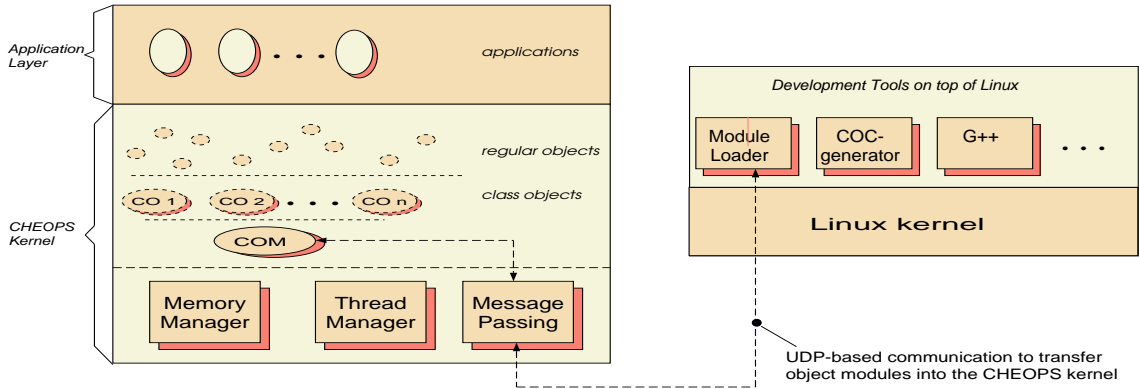 Application
Layer
applications
CHEOPS
Kernel
regular objects
class objects
CO 1
CO 2
CO n
COM
Memory
Manager
Thread
Manager
Message
Passing
Development Tools on top of Linux
Module
Loader
COC-
generator
G++
Linux kernel
UDP-based communication to transfer
object modules into the CHEOPS kernel